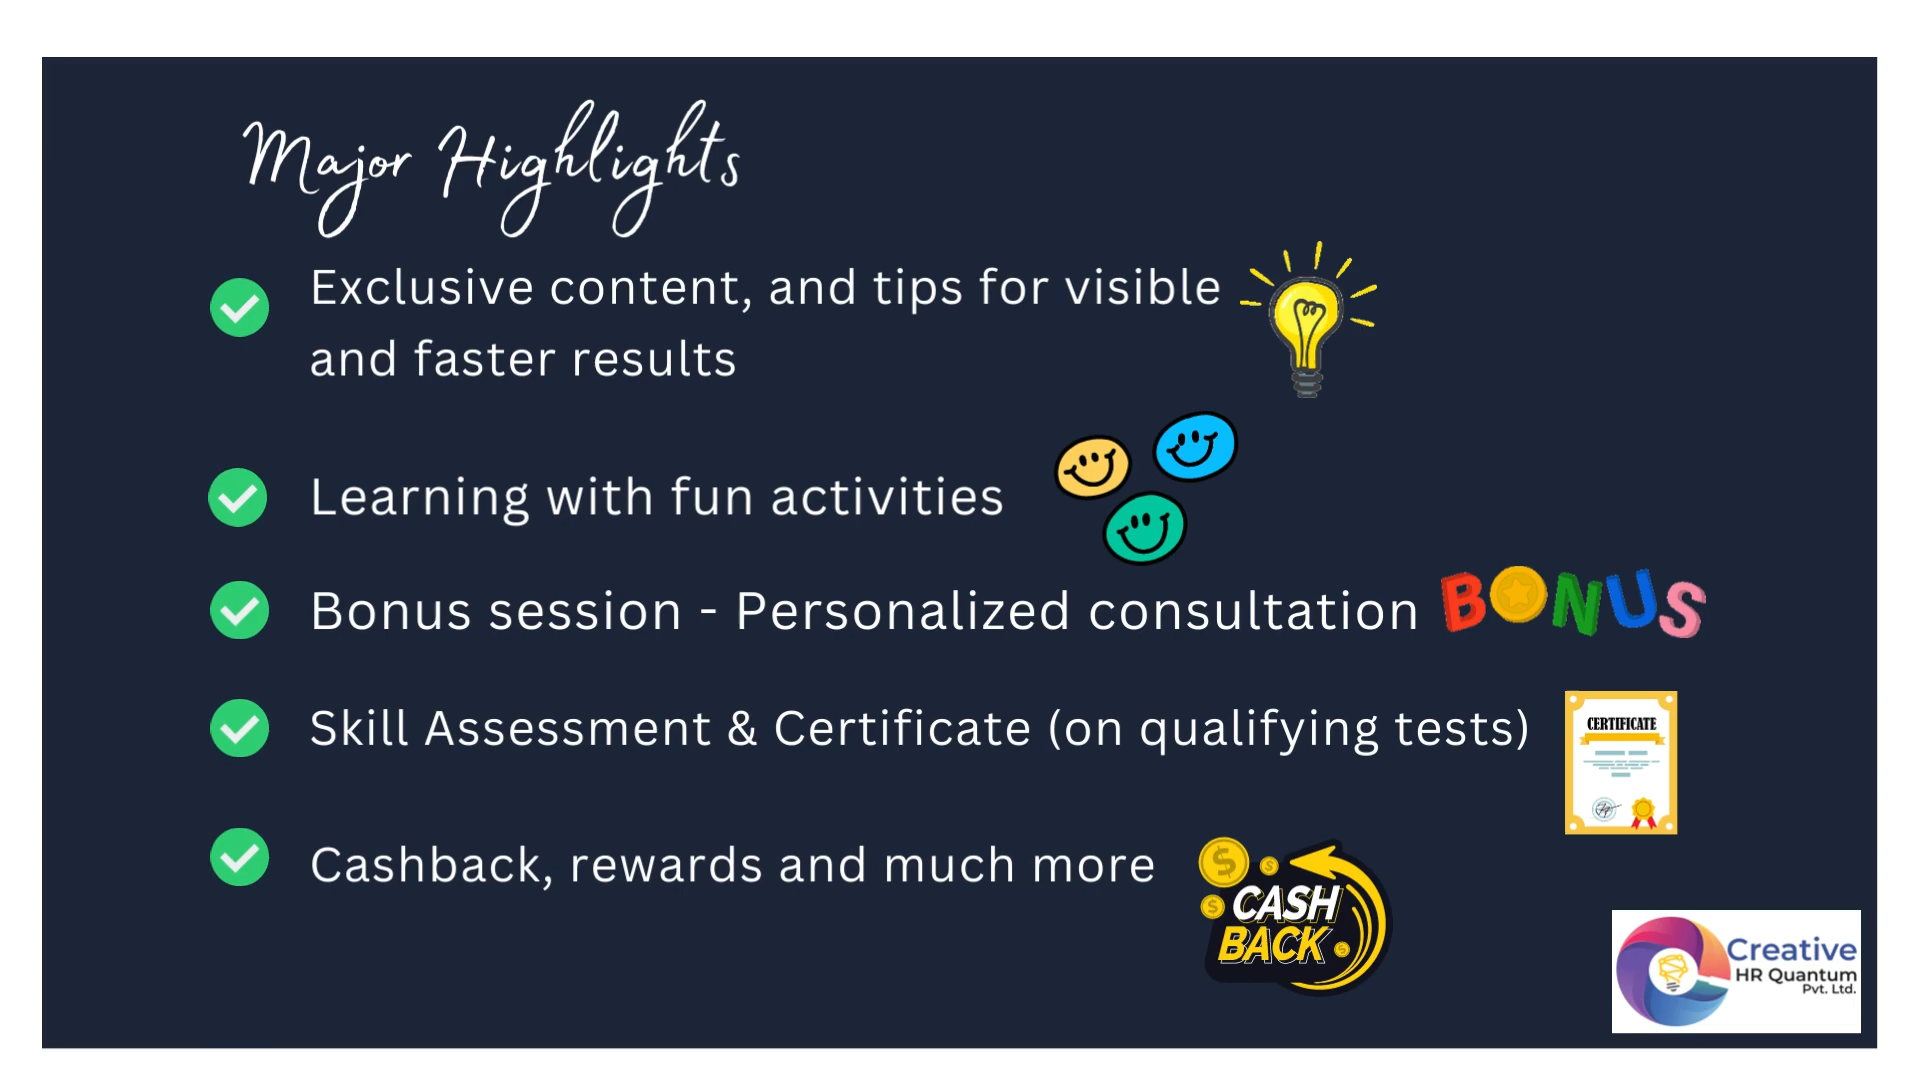 Major Highlights
Exclusive content, and tips for visible
and faster results
Learning with fun activities
Bonus session - Personalized consultation
BONUS
Skill Assessment & Certificate (on qualifying tests)
CERTIFICATE
Cashback, rewards and much more
CASH
BACK
Creative
HR Quantum
Pvt. Ltd.